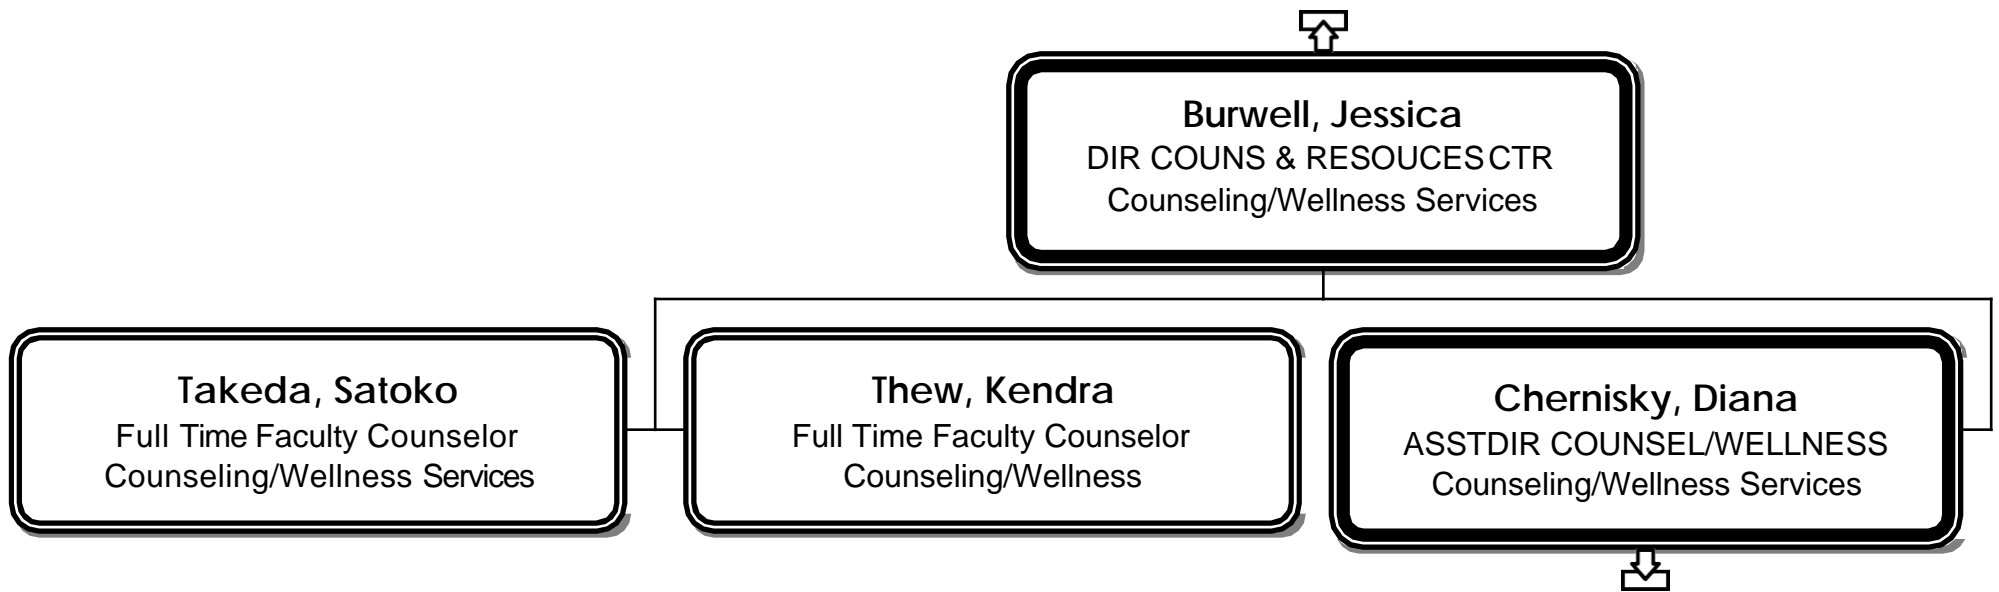 Burwell, Jessica
DIR COUNS & RESOUCES CTR
Counseling/Wellness Services
Takeda, Satoko
Full Time Faculty Counselor
Counseling/Wellness Services
Thew, Kendra
Full Time Faculty Counselor
Counseling/Wellness
Chernisky, Diana
ASSTDIR COUNSEL/WELLNESS
Counseling/Wellness Services